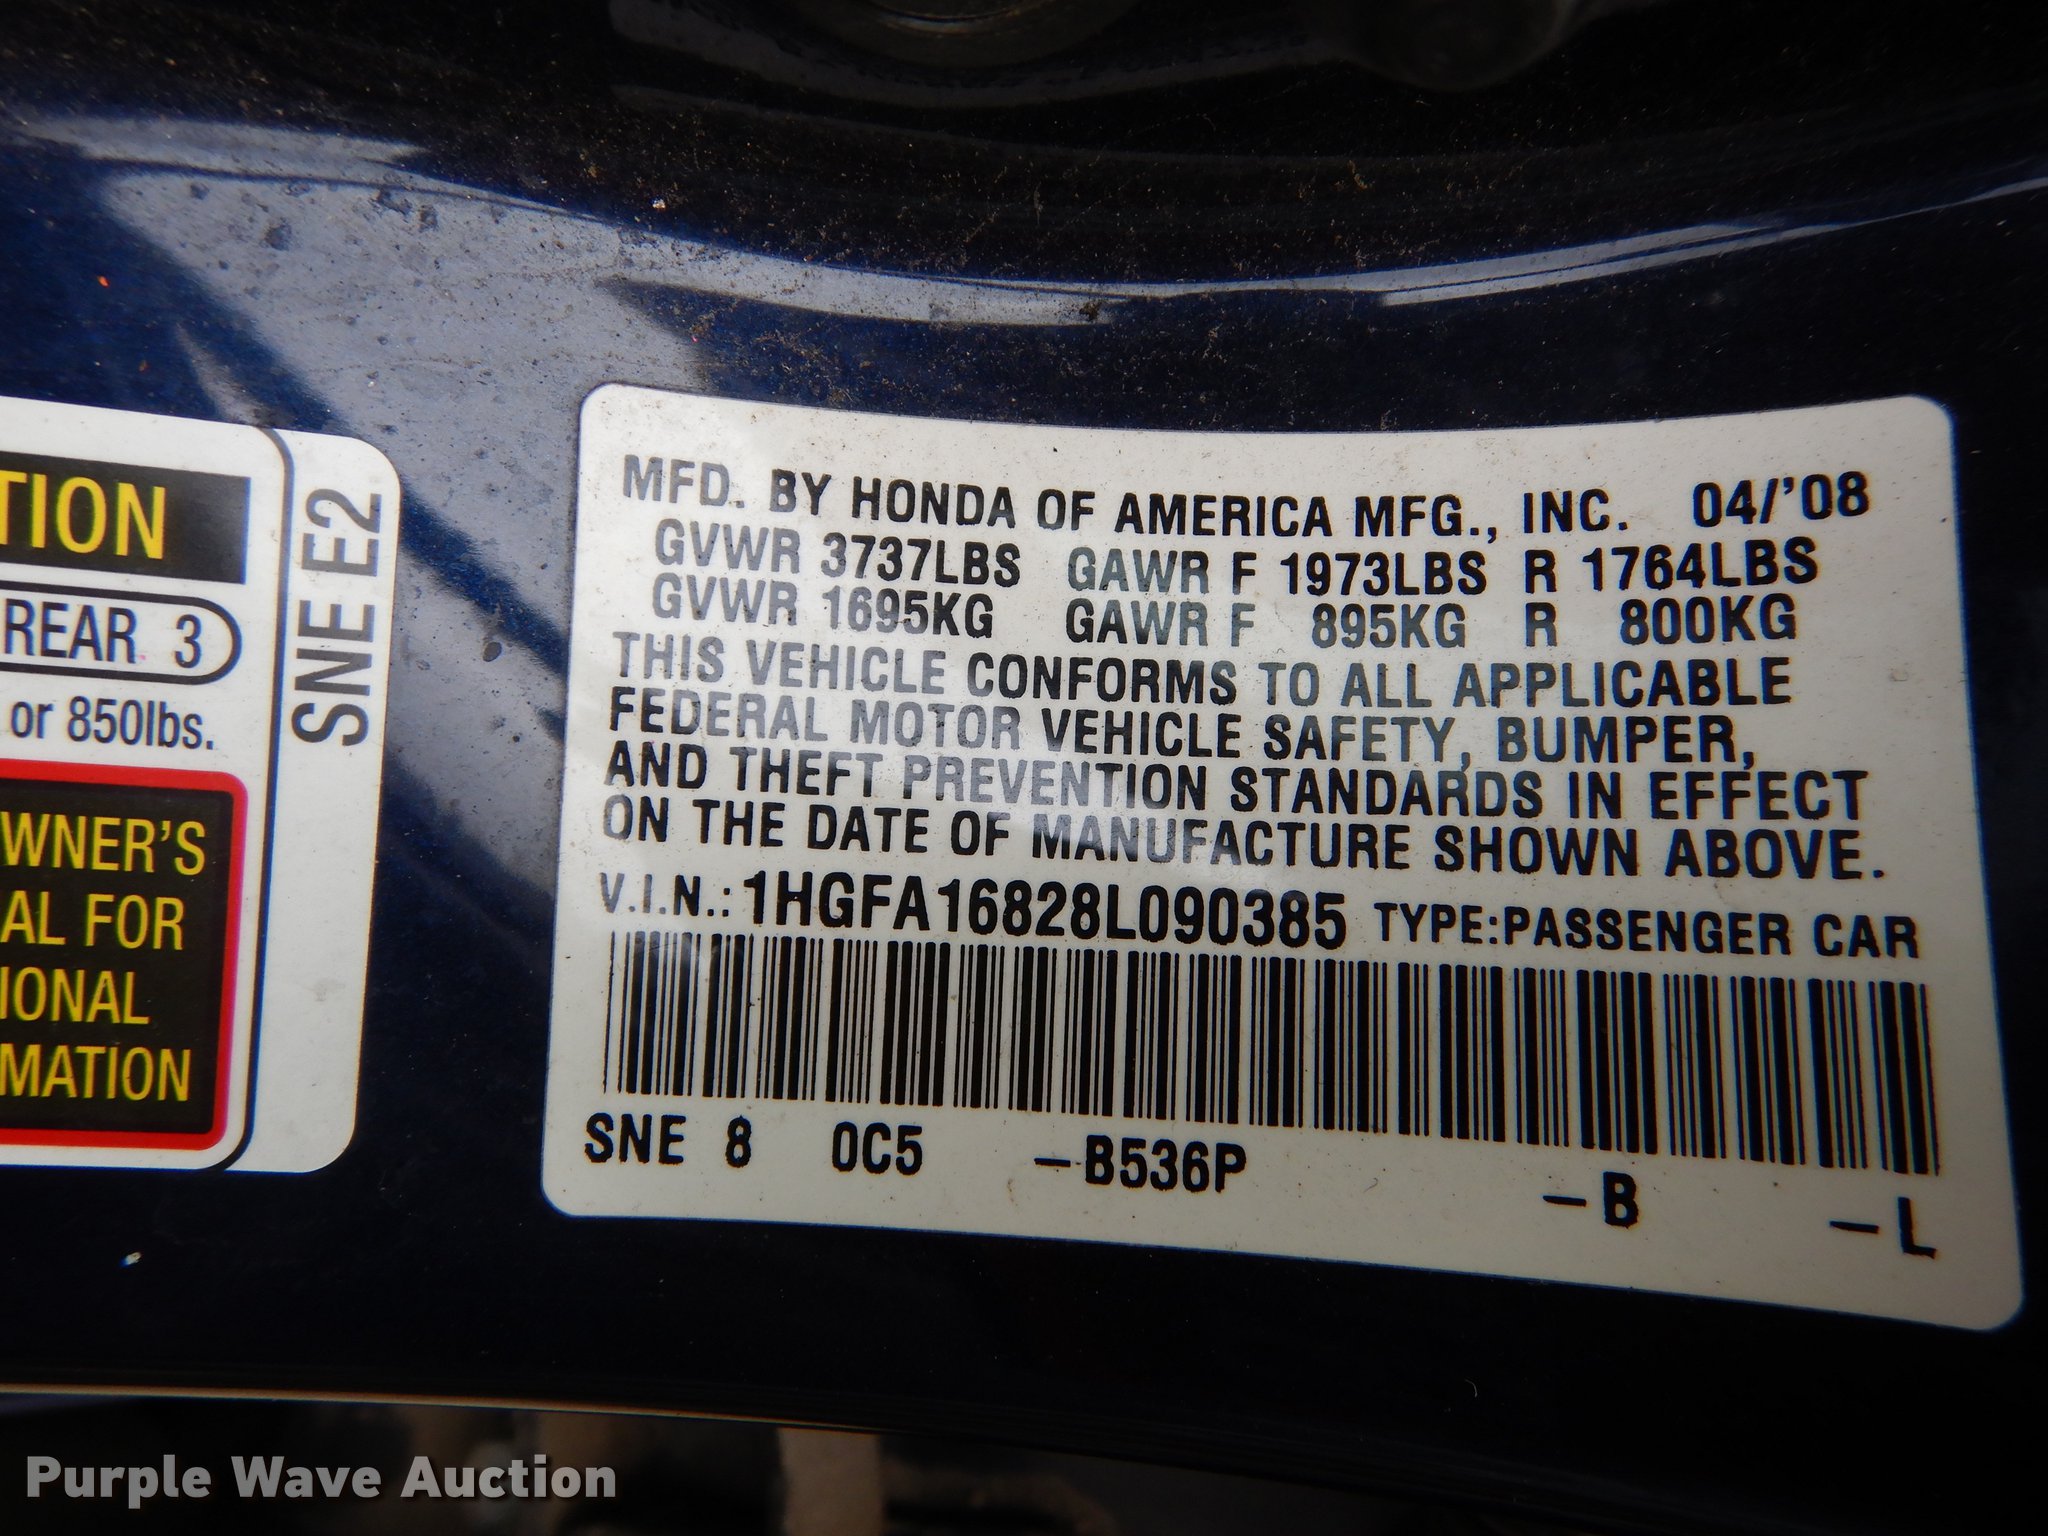 TION
REAR 3
or 850lbs.
WNER'S
AL FOR
IONAL
MATION
SNE E2
MFD. BY HONDA OF AMERICA MFG., INC. 04/'08
GVWR 3737LBS GAWR F 1973LBS R 1764LBS
GVWR 1695KG GAWR F 895KG R 800KG
THIS VEHICLE CONFORMS TO ALL APPLICABLE
FEDERAL MOTOR VEHICLE SAFETY, BUMPER,
AND THEFT PREVENTION STANDARDS IN EFFECT
ON THE DATE OF MANUFACTURE SHOWN ABOVE.
V.I.N.: 1HGFA16828L090385 TYPE:PASSENGER CAR
SNE 8 0C5 –B536P –B –L
Purple Wave Auction